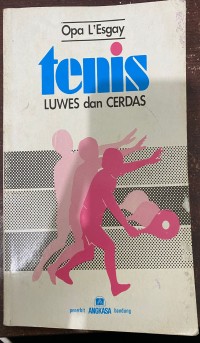 Opa L'Esgay
tenis
LUWES dan CERDAS
penerbit ANGKASA bandung